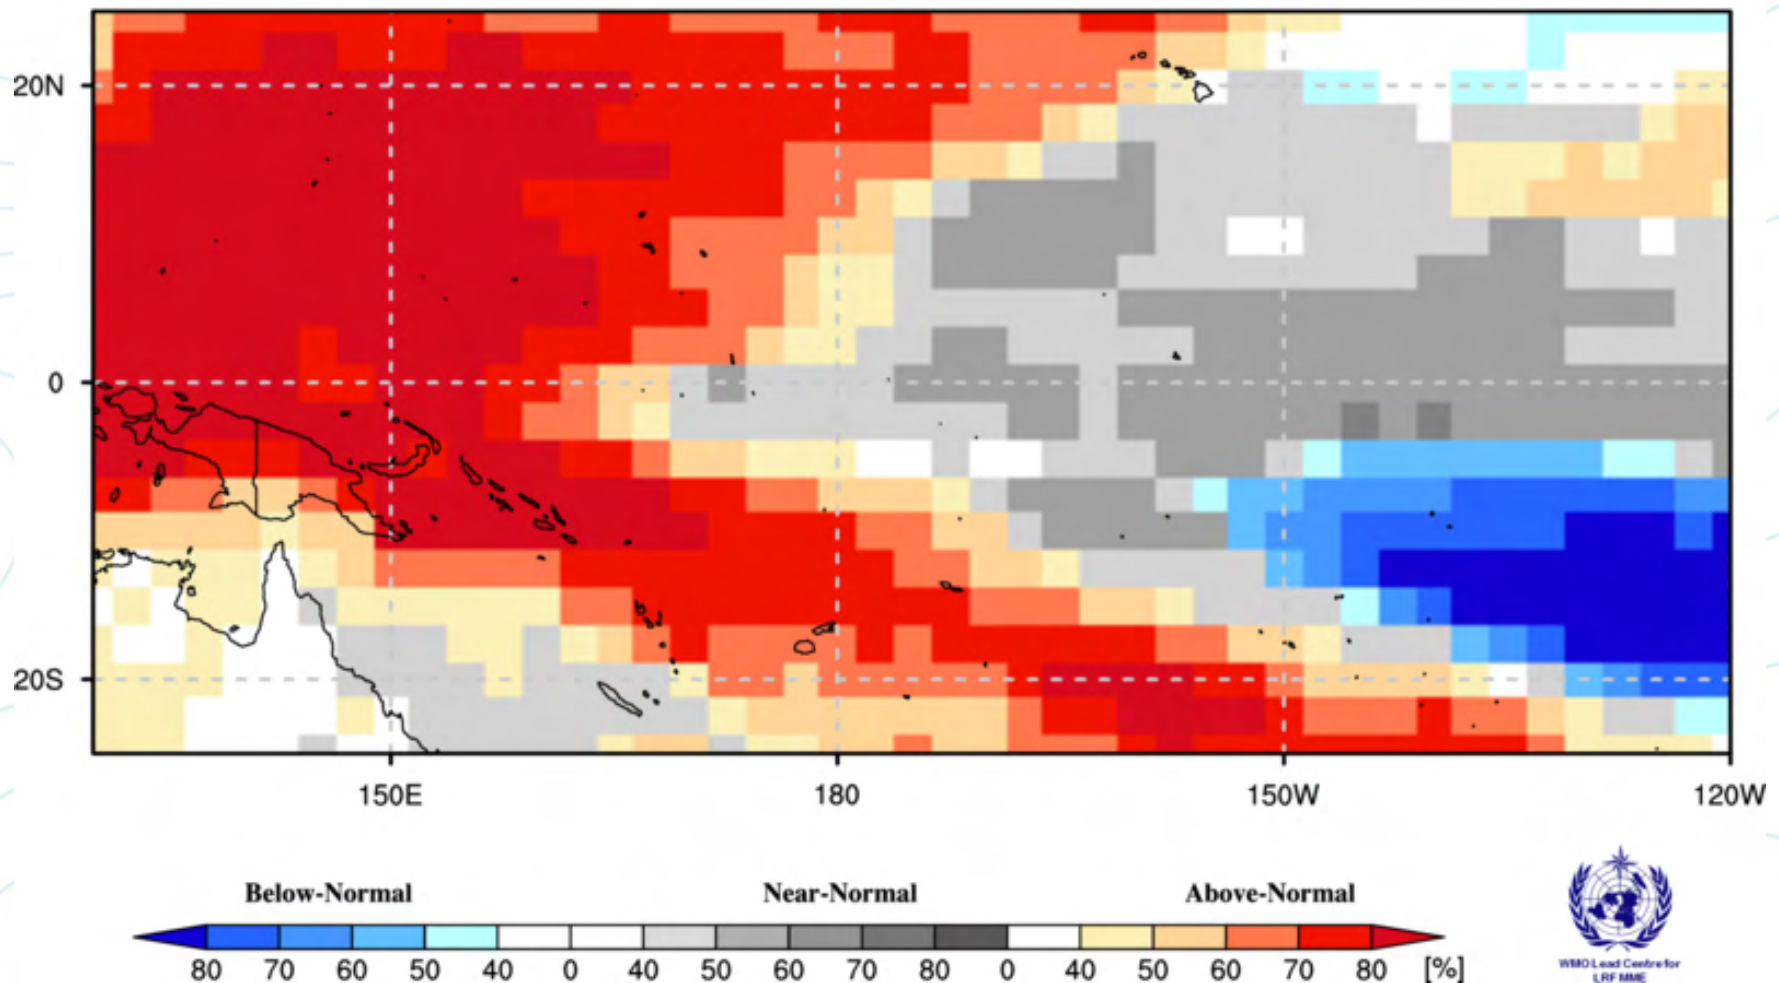 20N
0
20S
150E 180 150W 120W
Below-Normal Near-Normal Above-Normal
80 70 60 50 40 0 40 50 60 70 80 0 40 50 60 70 80 [%]
WMO Lead Centre for
LRF MME